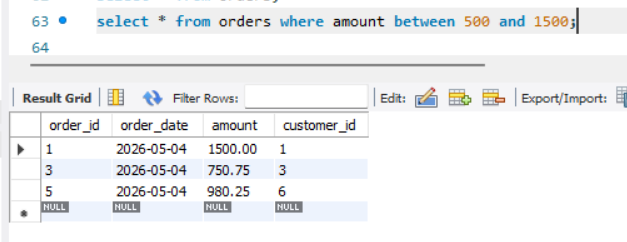 63 select * from orders where amount between 500 and 1500;
64
Result Grid Filter Rows: Edit: Export/Import:
order_id order_date amount customer_id
1 2026-05-04 1500.00 1
3 2026-05-04 750.75 3
5 2026-05-04 980.25 6
NULL NULL NULL NULL